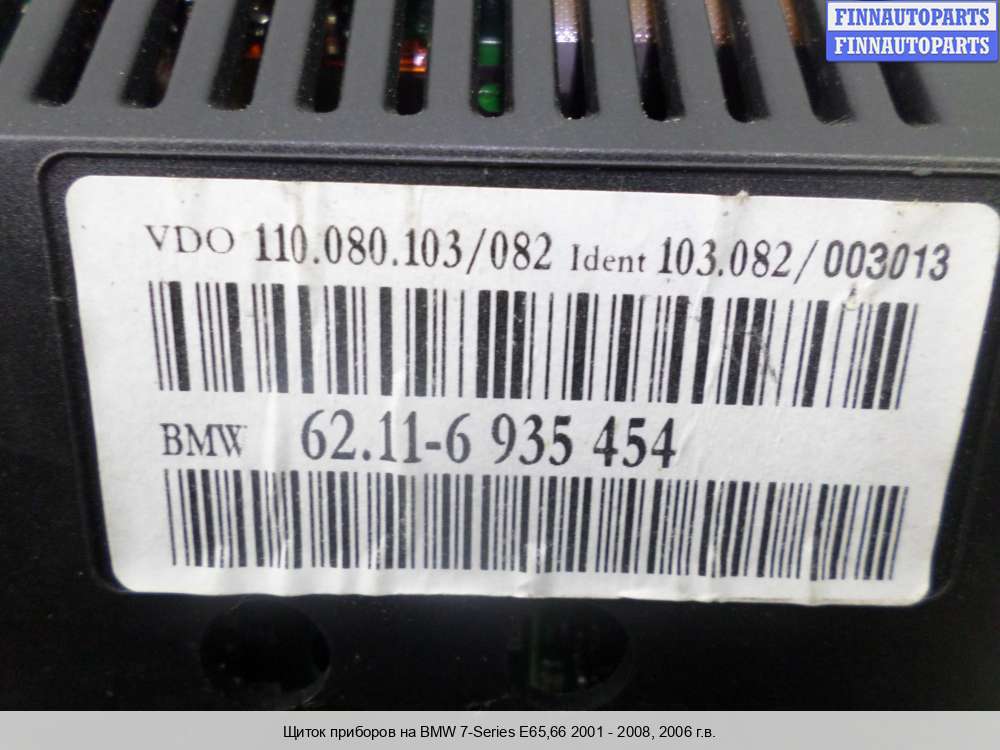 FINNAUTOPARTS
FINNAUTOPARTS
VDO 110.080.103/082 Ident 103.082/003013
BMW 62.11-6 935 454
Щиток приборов на BMW 7-Series E65,66 2001 - 2008, 2006 г.в.